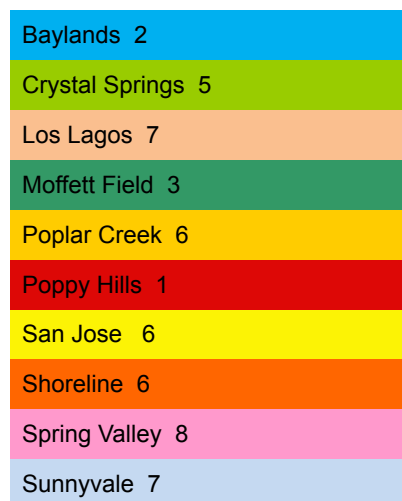 Baylands 2
Crystal Springs 5
Los Lagos 7
Moffett Field 3
Poplar Creek 6
Poppy Hills 1
San Jose 6
Shoreline 6
Spring Valley 8
Sunnyvale 7